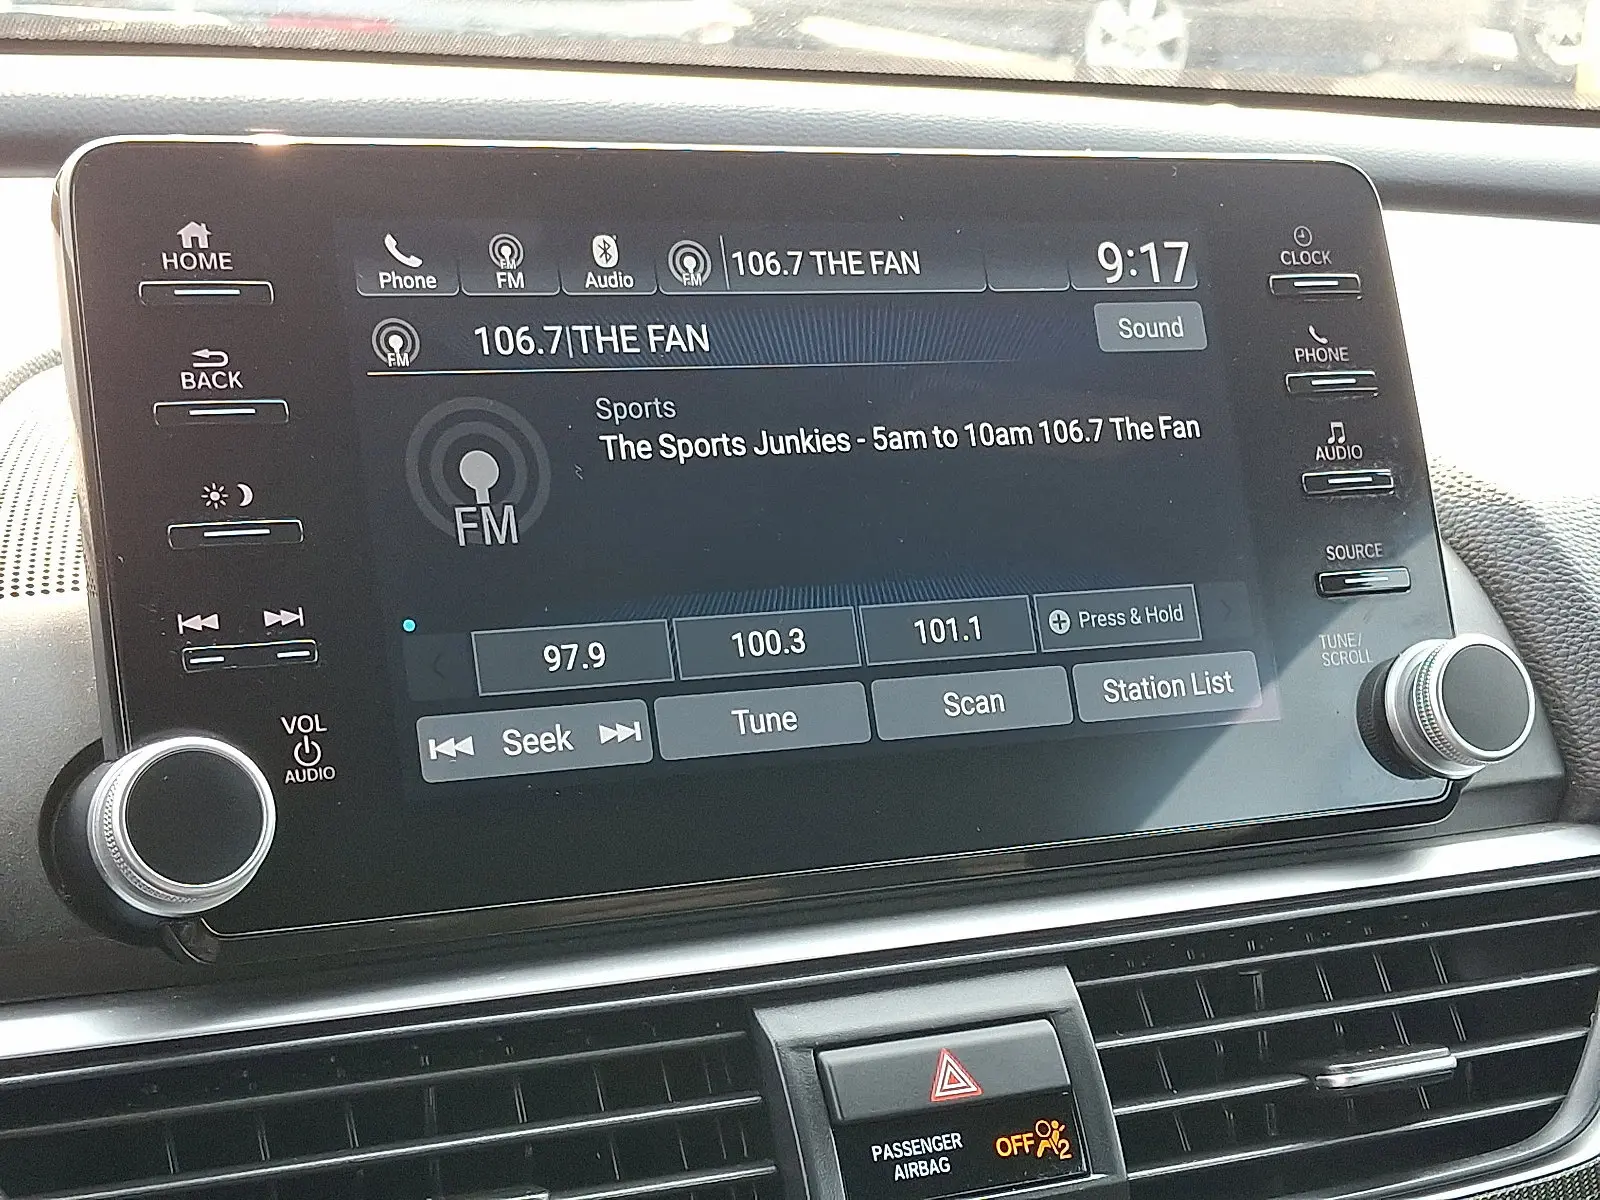 HOME
BACK
VOL
AUDIO
Phone
FM
FM
Audio
FM
106.7 THE FAN
9:17
FM
106.7|THE FAN
Sound
FM
Sports
The Sports Junkies - 5am to 10am 106.7 The Fan
97.9
100.3
101.1
Press & Hold
Seek
Tune
Scan
Station List
CLOCK
PHONE
AUDIO
SOURCE
TUNE/
SCROLL
PASSENGER
AIRBAG
OFF
2